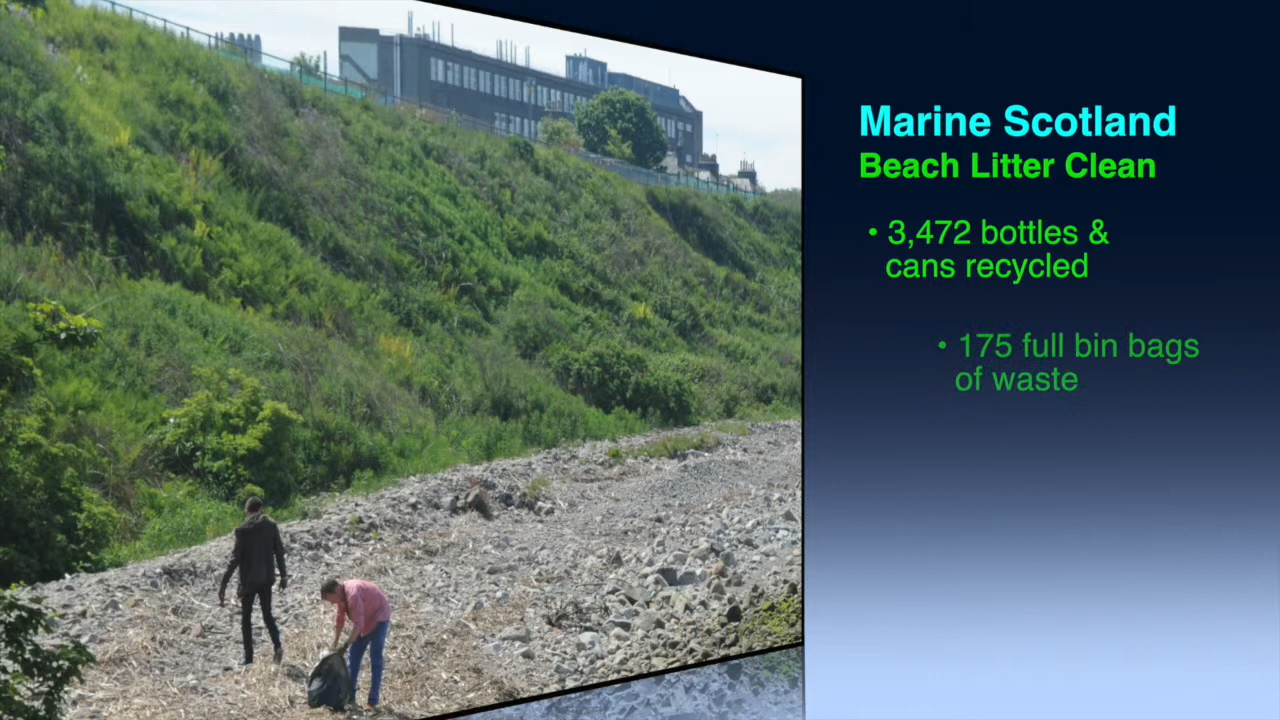 Marine Scotland
Beach Litter Clean
• 3,472 bottles &
cans recycled
• 175 full bin bags
of waste